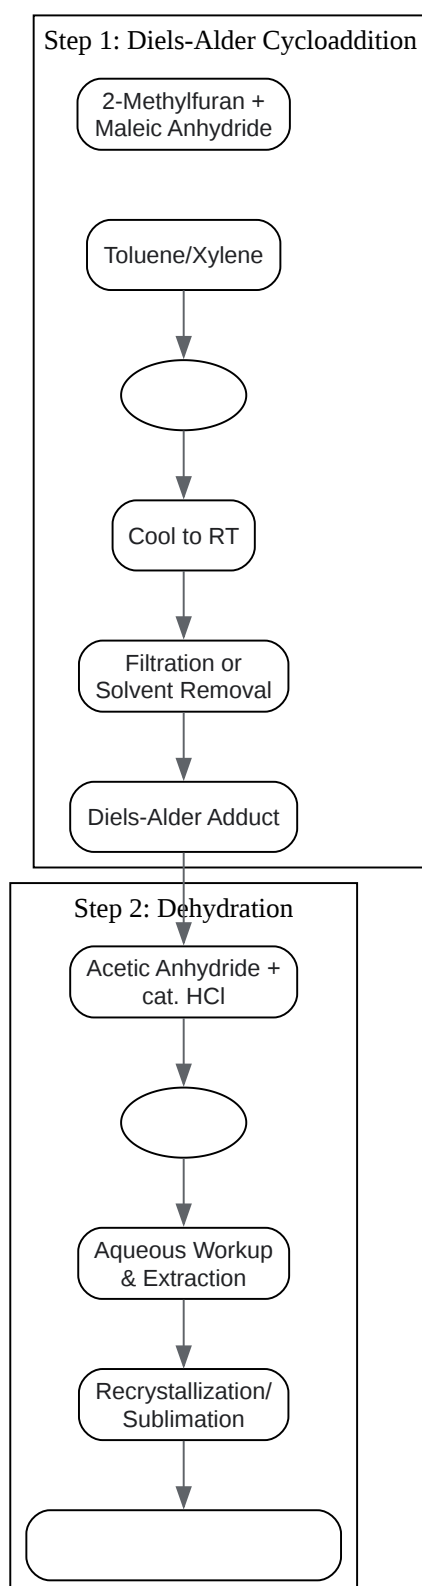 Step 1: Diels-Alder Cycloaddition
2-Methylfuran +
Maleic Anhydride
Toluene/Xylene
Cool to RT
Filtration or
Solvent Removal
Diels-Alder Adduct
Step 2: Dehydration
Acetic Anhydride +
cat. HCl
Aqueous Workup
& Extraction
Recrystallization/
Sublimation